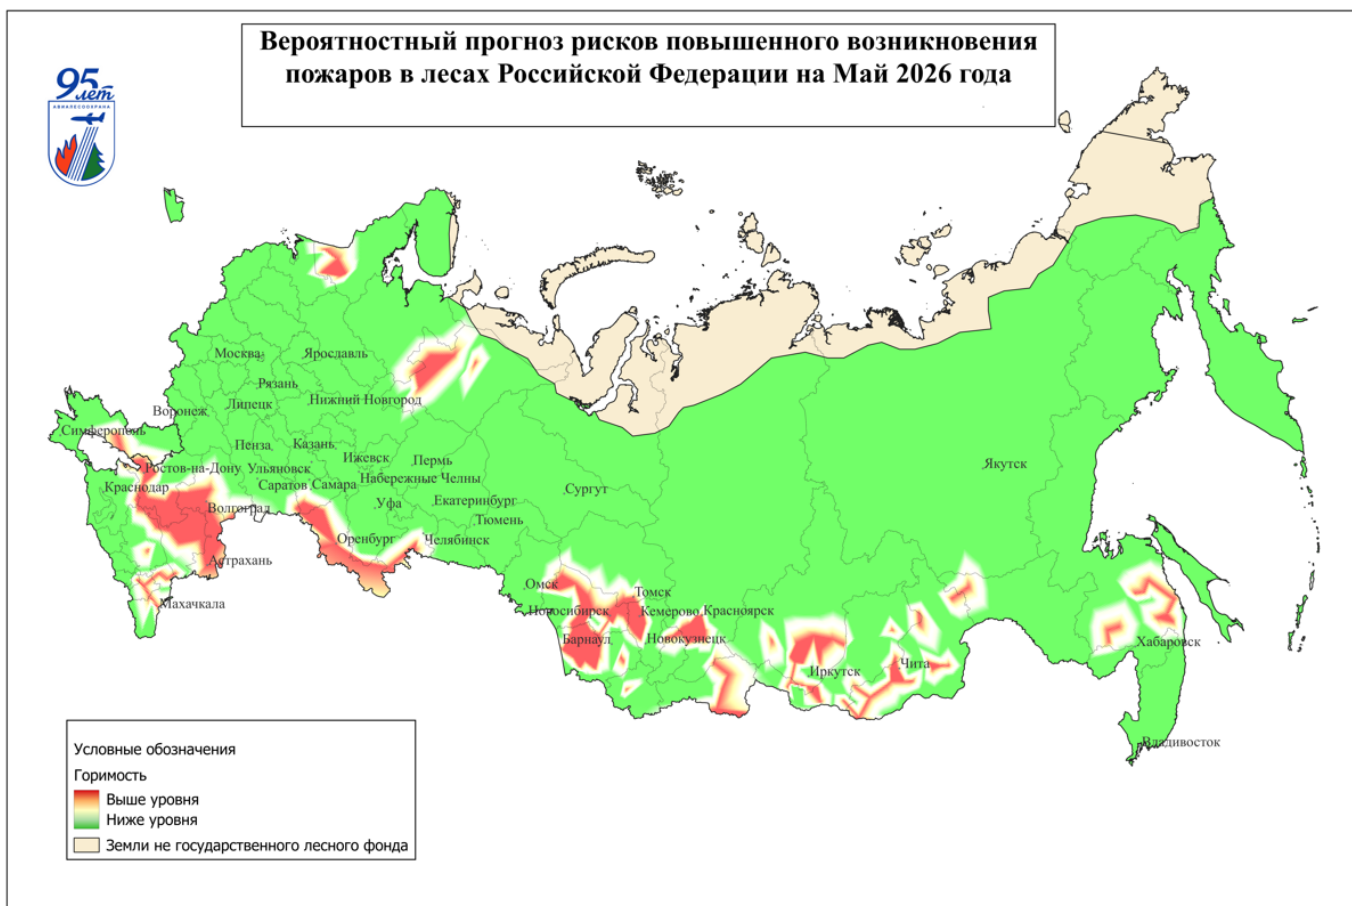 Вероятностный прогноз рисков повышенного возникновения
пожаров в лесах Российской Федерации на Май 2026 года
95
лет
АВИАЛЕСООХРАНА
Москва
Ярославль
Рязань
Липецк
Нижний Новгород
Воронеж
Симферополь
Пенза
Казань
Ижевск
Пермь
Ростов-на-Дону
Ульяновск
Набережные Челны
Краснодар
Саратов
Самара
Уфа
Екатеринбург
Сургут
Якутск
Волгоград
Тюмень
Оренбург
Челябинск
Астрахань
Махачкала
Омск
Томск
Новосибирск
Кемерово
Красноярск
Барнаул
Новокузнецк
Иркутск
Чита
Хабаровск
Владивосток
Условные обозначения
Горимость
Выше уровня
Ниже уровня
Земли не государственного лесного фонда